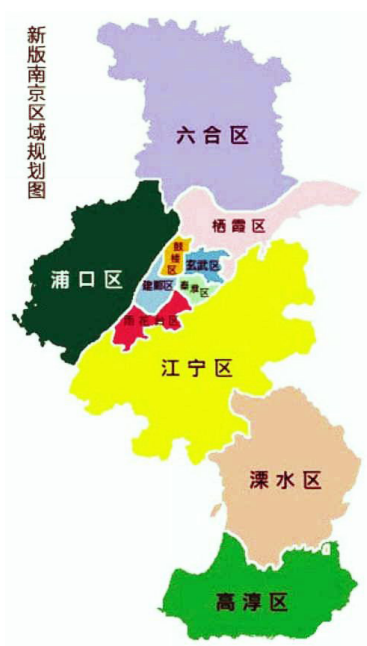 新版南京区域规划图
六合区
栖霞区
鼓楼区
玄武区
浦口区
建邺区
秦淮区
雨花台区
江宁区
溧水区
高淳区